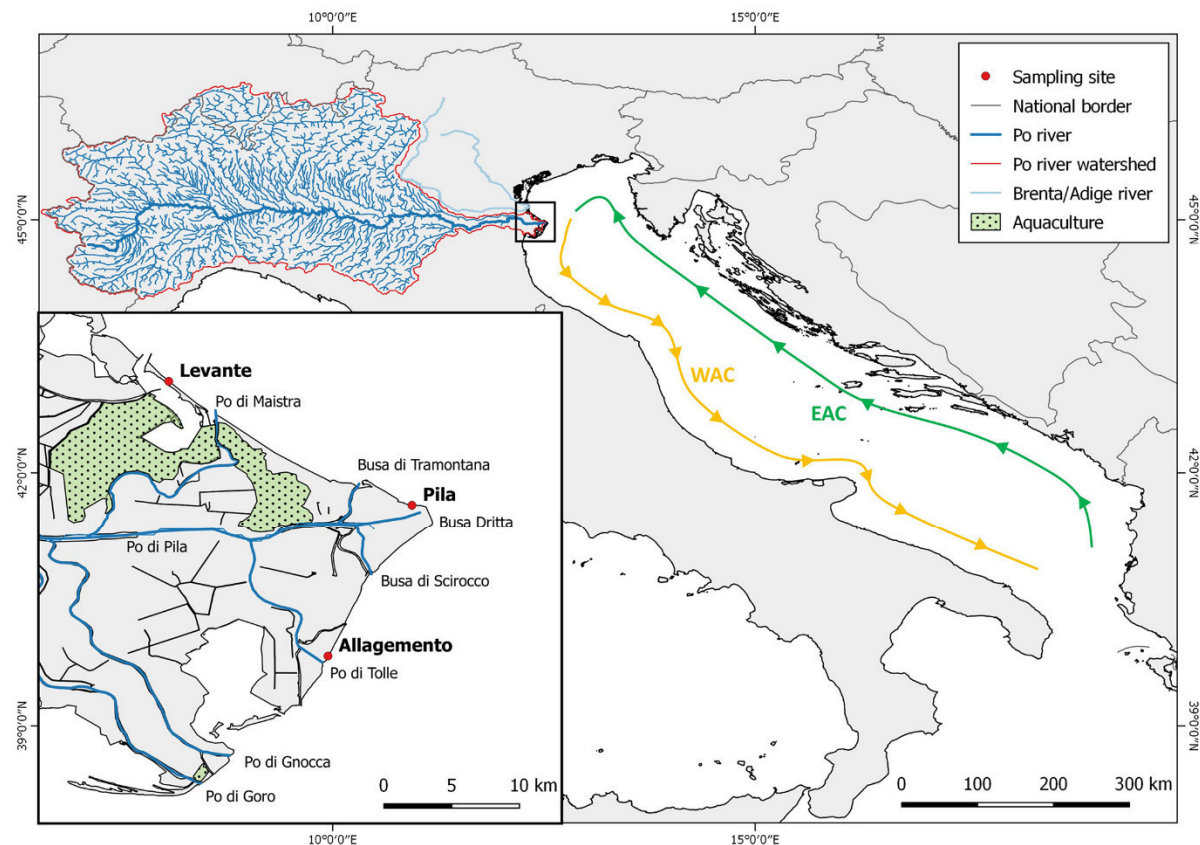 10°0'0"E
15°0'0"E
Sampling site
National border
Po river
Po river watershed
Brenta/Adige river
Aquaculture
45°0'0"N
45°0'0"N
WAC
EAC
Levante
Po di Maistra
Busa di Tramontana
Pila
Busa Dritta
Po di Pila
Busa di Scirocco
Allagemento
Po di Tolle
Po di Gnocca
Po di Goro
0 5 10 km
42°0'0"N
42°0'0"N
39°0'0"N
39°0'0"N
0 100 200 300 km
10°0'0"E
15°0'0"E